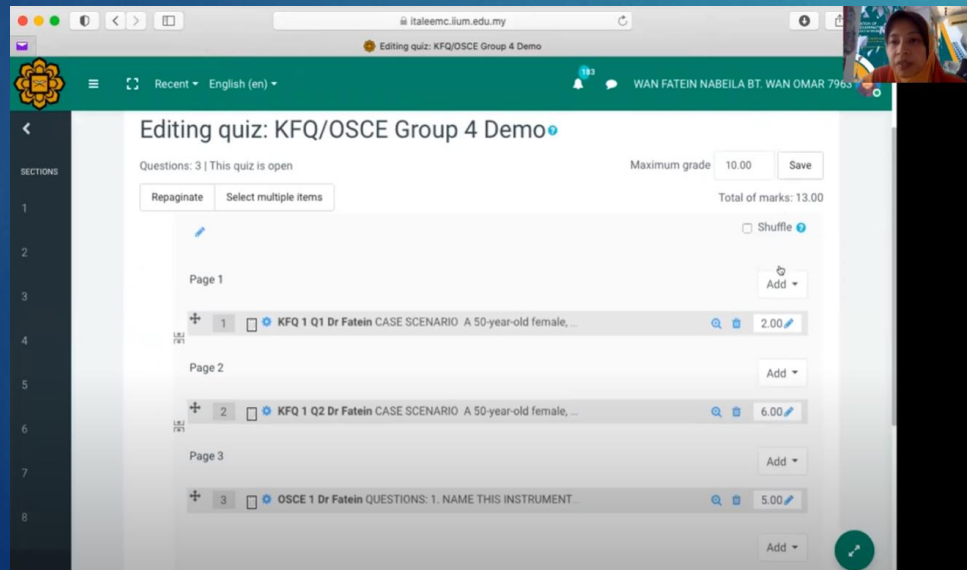 italeemc.iium.edu.my
Editing quiz: KFQ/OSCE Group 4 Demo
Recent English (en) 183 WAN FATEIN NABEILA BT. WAN OMAR 7963
Editing quiz: KFQ/OSCE Group 4 Demo
Questions: 3 | This quiz is open Maximum grade 10.00 Save
Repaginate Select multiple items Total of marks: 13.00
Shuffle
SECTIONS
1
2
3
4
5
6
7
8
Page 1 Add
1 KFQ 1 Q1 Dr Fatein CASE SCENARIO A 50-year-old female, ... 2.00
Page 2 Add
2 KFQ 1 Q2 Dr Fatein CASE SCENARIO A 50-year-old female, ... 6.00
Page 3 Add
3 OSCE 1 Dr Fatein QUESTIONS: 1. NAME THIS INSTRUMENT... 5.00
Add